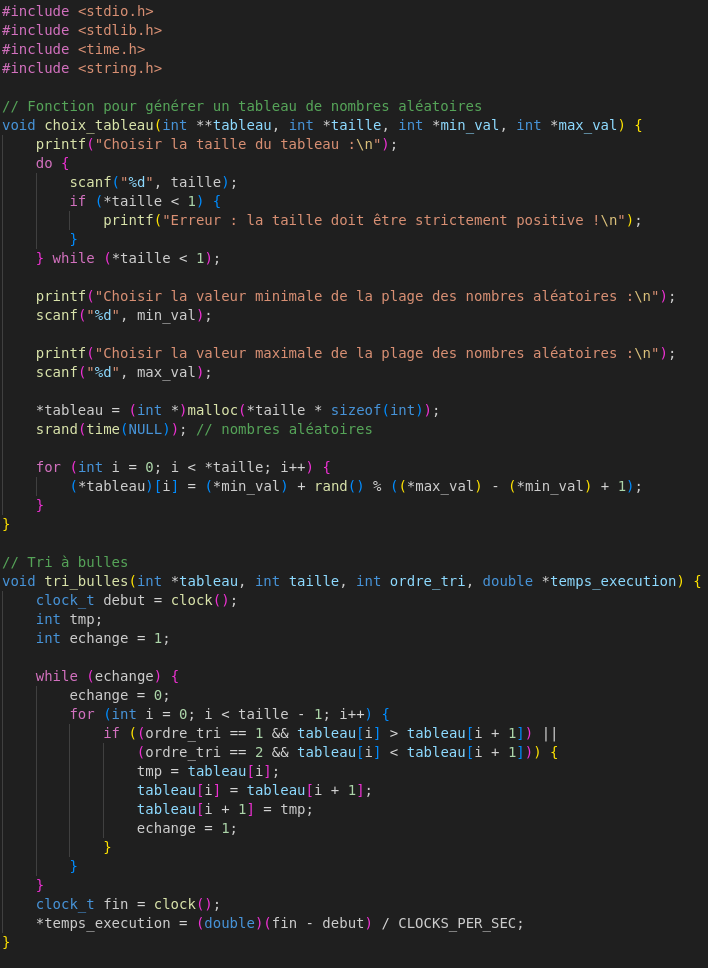 #include <stdio.h>
#include <stdlib.h>
#include <time.h>
#include <string.h>

// Fonction pour générer un tableau de nombres aléatoires
void choix_tableau(int **tableau, int *taille, int *min_val, int *max_val) {
    printf("Choisir la taille du tableau :\n");
    do {
        scanf("%d", taille);
        if (*taille < 1) {
            printf("Erreur : la taille doit être strictement positive !\n");
        }
    } while (*taille < 1);

    printf("Choisir la valeur minimale de la plage des nombres aléatoires :\n");
    scanf("%d", min_val);

    printf("Choisir la valeur maximale de la plage des nombres aléatoires :\n");
    scanf("%d", max_val);

    *tableau = (int *)malloc(*taille * sizeof(int));
    srand(time(NULL)); // nombres aléatoires

    for (int i = 0; i < *taille; i++) {
        (*tableau)[i] = (*min_val) + rand() % ((*max_val) - (*min_val) + 1);
    }
}

// Tri à bulles
void tri_bulles(int *tableau, int taille, int ordre_tri, double *temps_execution) {
    clock_t debut = clock();
    int tmp;
    int echange = 1;

    while (echange) {
        echange = 0;
        for (int i = 0; i < taille - 1; i++) {
            if ((ordre_tri == 1 && tableau[i] > tableau[i + 1]) ||
                (ordre_tri == 2 && tableau[i] < tableau[i + 1])) {
                tmp = tableau[i];
                tableau[i] = tableau[i + 1];
                tableau[i + 1] = tmp;
                echange = 1;
            }
        }
    }
    clock_t fin = clock();
    *temps_execution = (double)(fin - debut) / CLOCKS_PER_SEC;
}